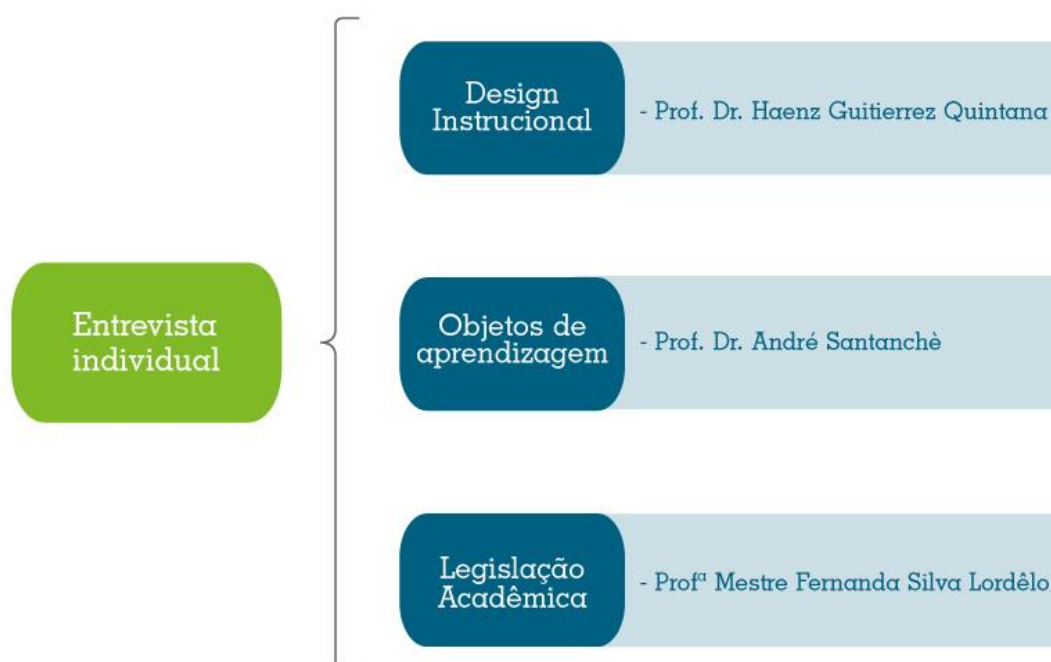 Entrevista
individual
Design
Instrucional
- Prof. Dr. Haenz Guitierrez Quintana
Objetos de
aprendizagem
- Prof. Dr. André Santanchè
Legislação
Acadêmica
- Profª Mestre Fernanda Silva Lordêlo